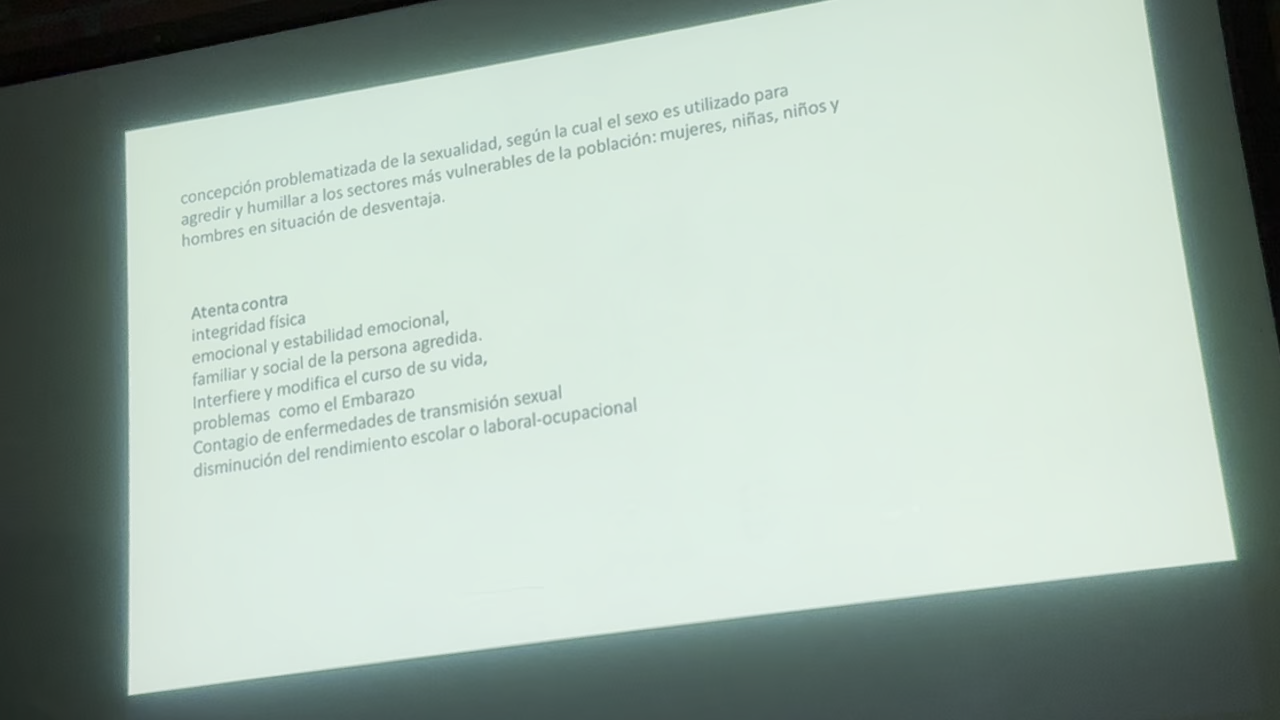 concepción problematizada de la sexualidad, según la cual el sexo es utilizado para
agredir y humillar a los sectores más vulnerables de la población: mujeres, niñas, niños y
hombres en situación de desventaja.
Atenta contra
integridad física
emocional y estabilidad emocional,
familiar y social de la persona agredida.
Interfiere y modifica el curso de su vida,
problemas  como el Embarazo
Contagio de enfermedades de transmisión sexual
disminución del rendimiento escolar o laboral-ocupacional